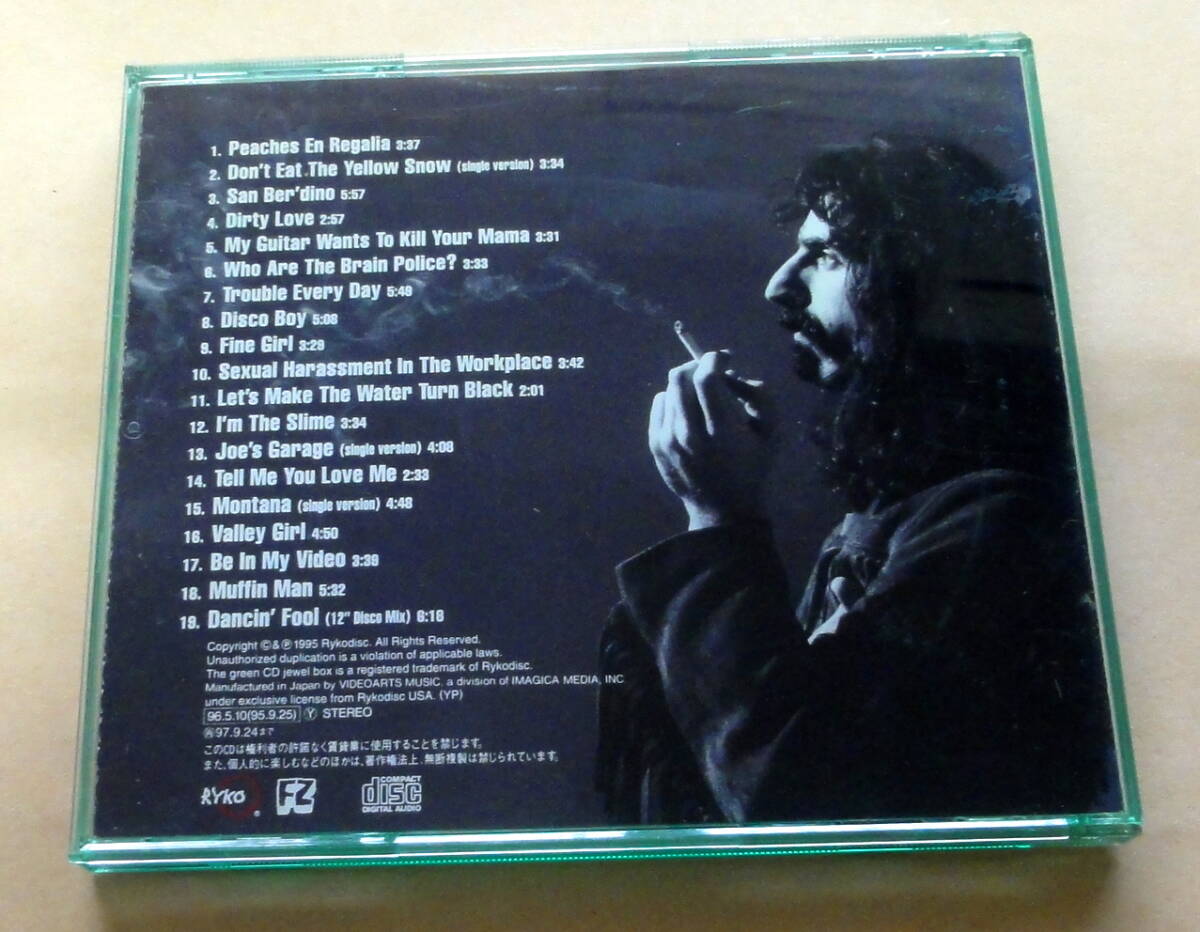 1. Peaches En Regalia 3:37
2. Don't Eat The Yellow Snow (single version) 3:34
3. San Ber'dino 5:57
4. Dirty Love 2:57
5. My Guitar Wants To Kill Your Mama 3:31
6. Who Are The Brain Police? 3:33
7. Trouble Every Day 5:49
8. Disco Boy 5:08
9. Fine Girl 3:29
10. Sexual Harassment In The Workplace 3:42
11. Let's Make The Water Turn Black 2:01
12. I'm The Slime 3:34
13. Joe's Garage (single version) 4:08
14. Tell Me You Love Me 2:33
15. Montana (single version) 4:48
16. Valley Girl 4:50
17. Be In My Video 3:39
18. Muffin Man 5:32
19. Dancin' Fool (12" Disco Mix) 6:18
Copyright ©&℗1995 Rykodisc. All Rights Reserved.
Unauthorized duplication is a violation of applicable laws.
The green CD jewel box is a registered trademark of Rykodisc.
Manufactured in Japan by VIDEOARTS MUSIC, a division of IMAGICA MEDIA, INC
under exclusive license from Rykodisc USA. (YP)
96.5.10(95.9.25) Ⓨ STEREO
97.9.24まで
このCDは権利者の許諾なく賃貸業に使用することを禁じます。
また、個人的に楽しむなどのほかは、著作権法上、無断複製は禁じられています。
RYKO® FZ COMPACT disc DIGITAL AUDIO